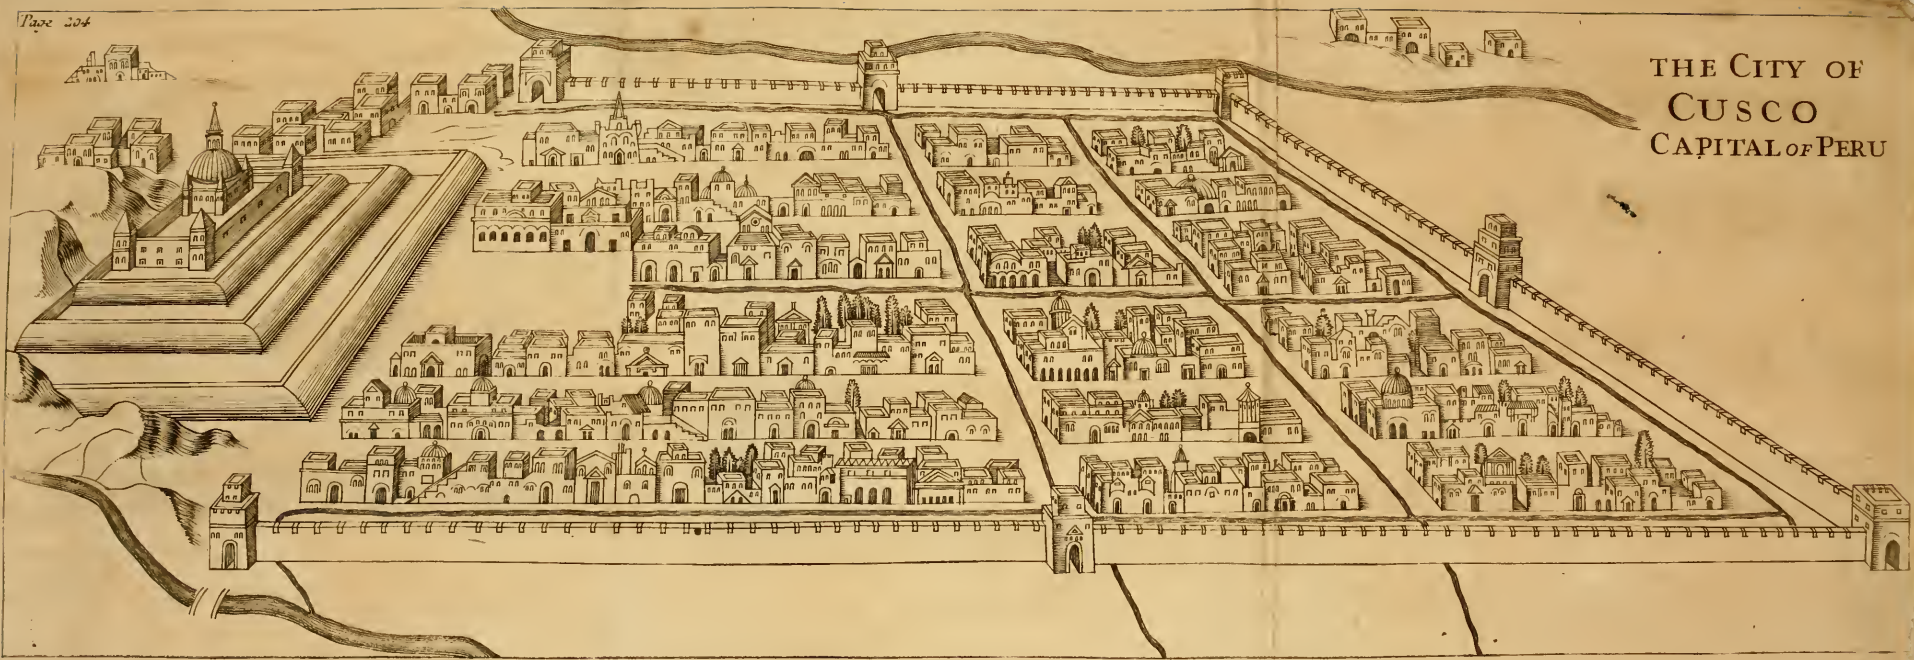 Page 204
THE CITY OF
CUSCO
CAPITAL OF PERU